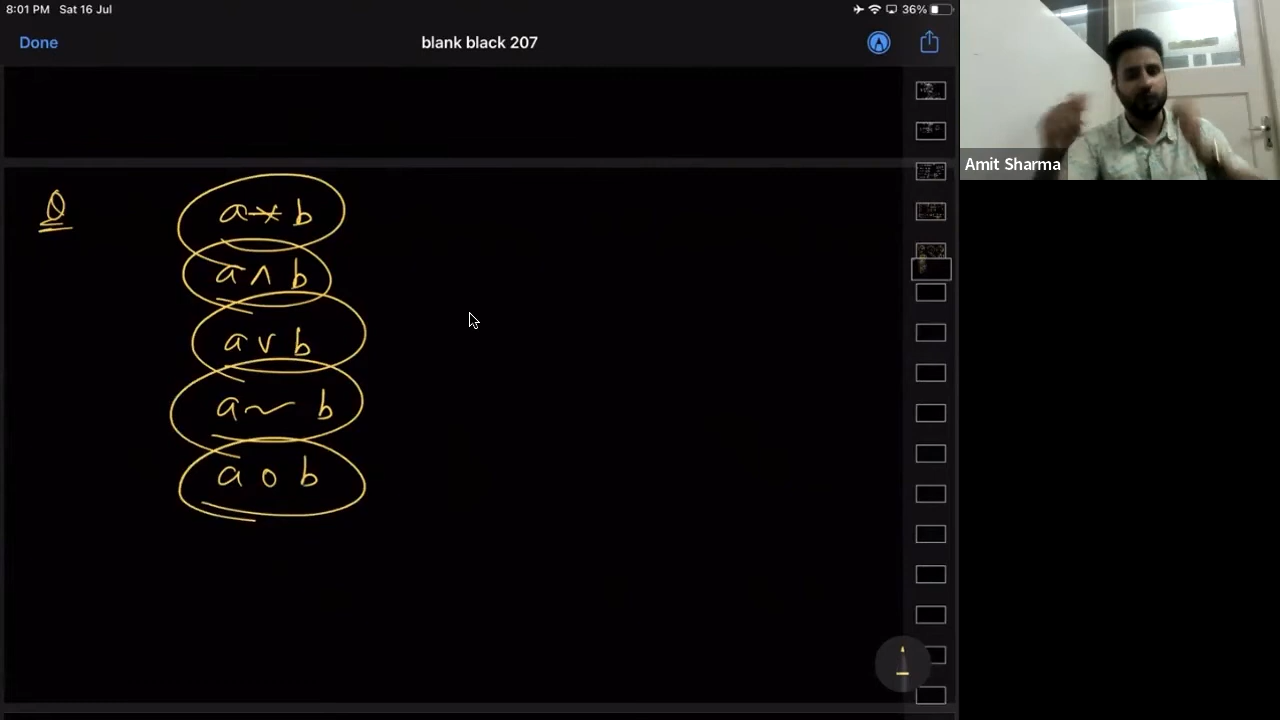 8:01 PM Sat 16 Jul
36%
Done
blank black 207
Amit Sharma
Q
a * b
a ∧ b
a ∨ b
a ~ b
a o b